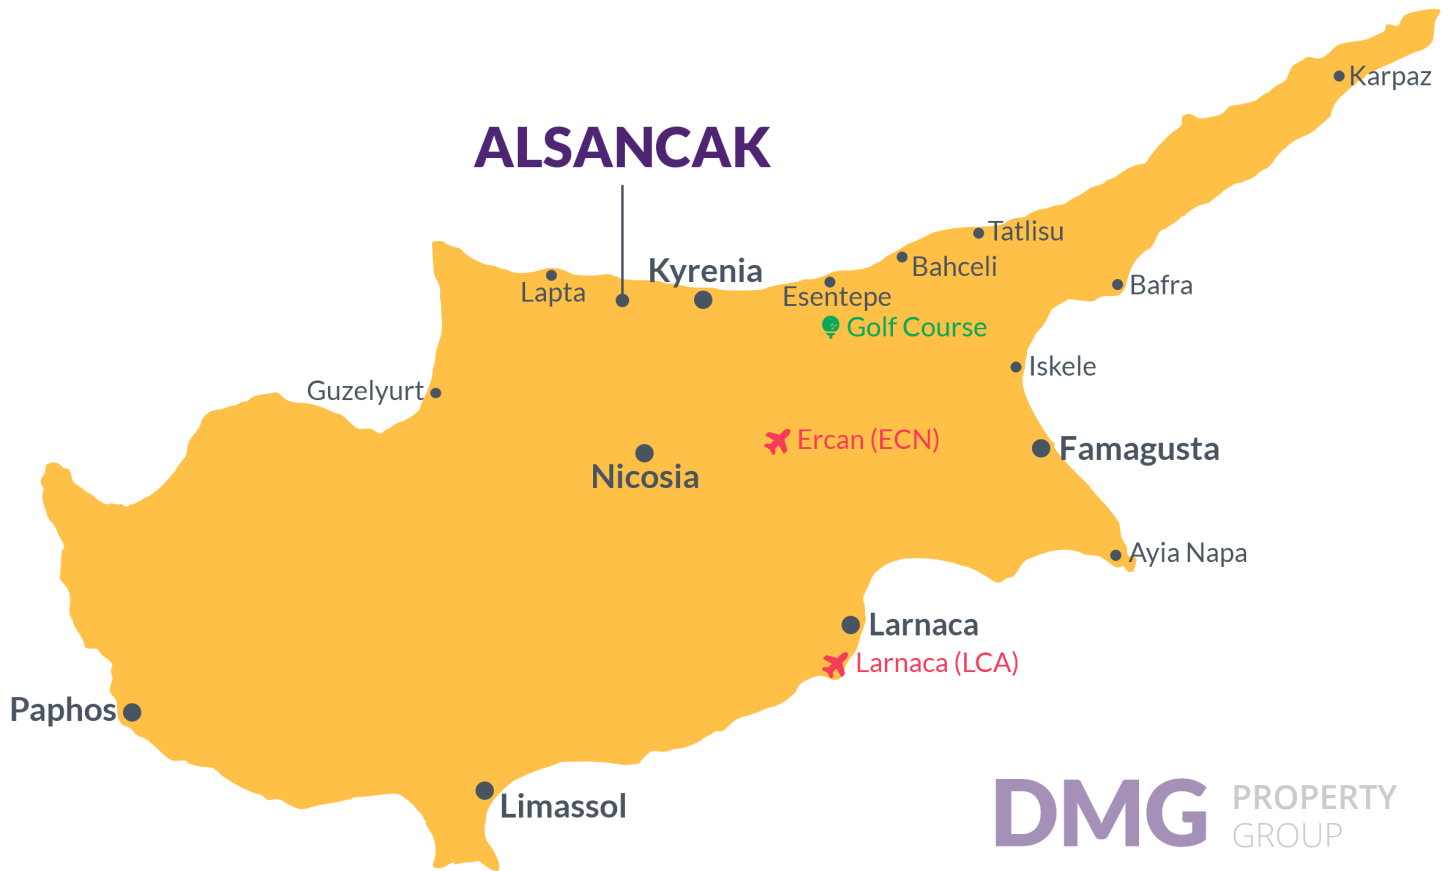 Karpaz
ALSANCAK
Tatlisu
Kyrenia
Bahceli
Lapta
Esentepe
Bafra
Golf Course
Iskele
Guzelyurt
Ercan (ECN)
Famagusta
Nicosia
Ayia Napa
Larnaca
Larnaca (LCA)
Paphos
Limassol
DMG PROPERTY
GROUP